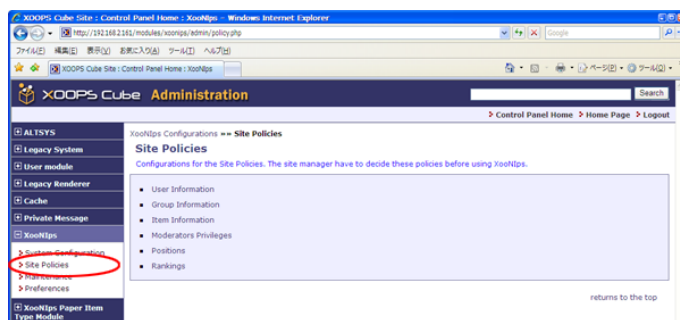 XOOPS Cube Site : Control Panel Home : XooNIps - Windows Internet Explorer
http://192.168.2.161/modules/xoonips/admin/policy.php
Google
ファイル(F) 編集(E) 表示(V) お気に入り(A) ツール(T) ヘルプ(H)
XOOPS Cube Site : Control Panel Home : XooNIps
ページ(P) ツール(O)
XOOPS Cube Administration
Search
Control Panel Home Home Page Logout
ALTSYS
Legacy System
User module
Legacy Renderer
Cache
Private Message
XooNIps
System Configuration
Site Policies
Maintenance
Preferences
XooNIps Paper Item
Type Module
XooNIps Configurations »» Site Policies
Site Policies
Configurations for the Site Policies. The site manager have to decide these policies before using XooNIps.
User Information
Group Information
Item Information
Moderators Privileges
Positions
Rankings
returns to the top